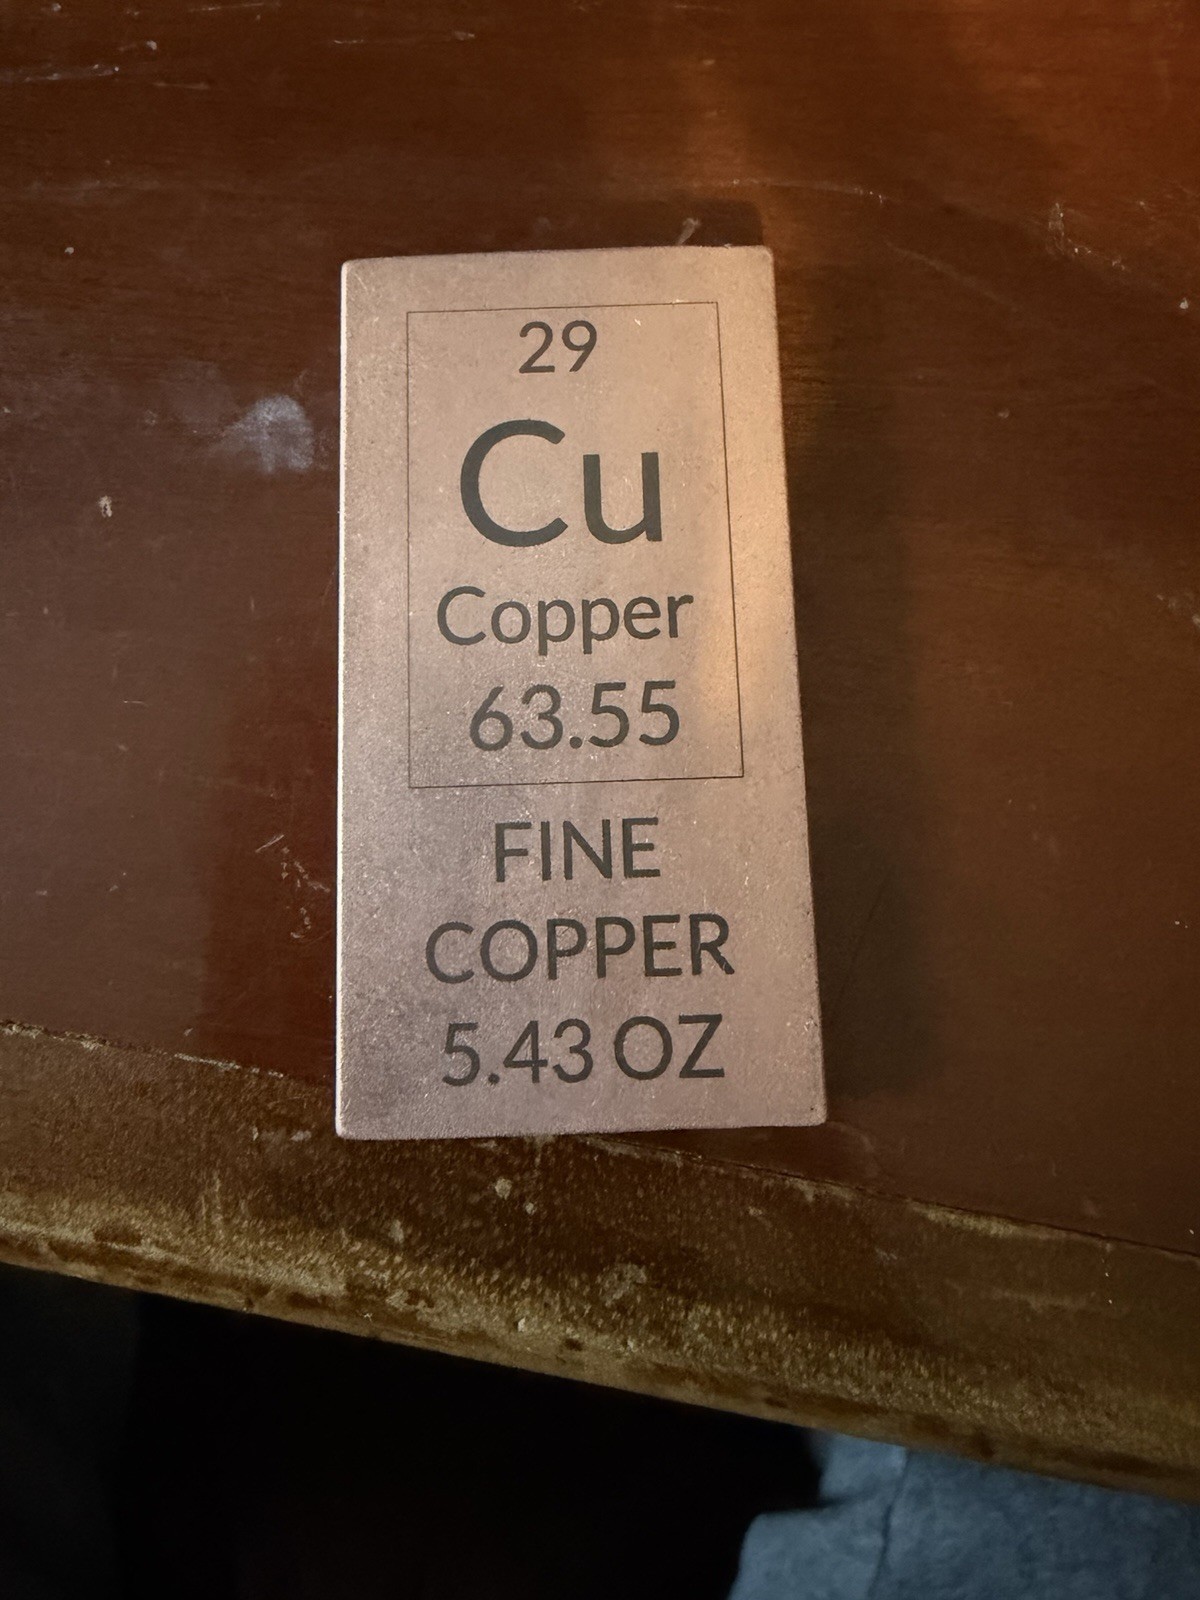 29
Cu
Copper
63.55
FINE
COPPER
5.43 OZ